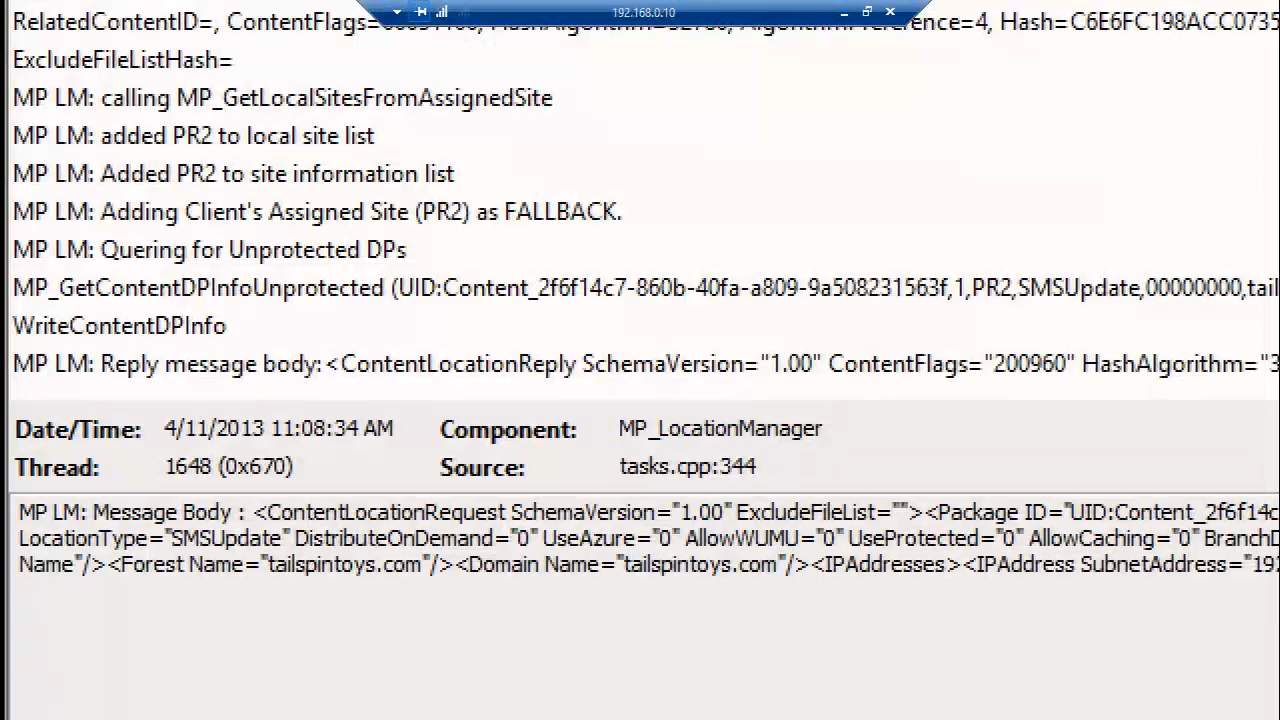 192.168.0.10
RelatedContentID=, ContentFlags= Hash=C6E6FC198ACC0735
ExcludeFileListHash=
MP LM: calling MP_GetLocalSitesFromAssignedSite
MP LM: added PR2 to local site list
MP LM: Added PR2 to site information list
MP LM: Adding Client's Assigned Site (PR2) as FALLBACK.
MP LM: Quering for Unprotected DPs
MP_GetContentDPInfoUnprotected (UID:Content_2f6f14c7-860b-40fa-a809-9a508231563f,1,PR2,SMSUpdate,00000000,tail
WriteContentDPInfo
MP LM: Reply message body:<ContentLocationReply SchemaVersion="1.00" ContentFlags="200960" HashAlgorithm="3
Date/Time: 4/11/2013 11:08:34 AM Component: MP_LocationManager
Thread: 1648 (0x670) Source: tasks.cpp:344
MP LM: Message Body : <ContentLocationRequest SchemaVersion="1.00" ExcludeFileList=""><Package ID="UID:Content_2f6f14c
LocationType="SMSUpdate" DistributeOnDemand="0" UseAzure="0" AllowWUMU="0" UseProtected="0" AllowCaching="0" BranchD
Name"/><Forest Name="tailspintoys.com"/><Domain Name="tailspintoys.com"/><IPAddresses><IPAddress SubnetAddress="192